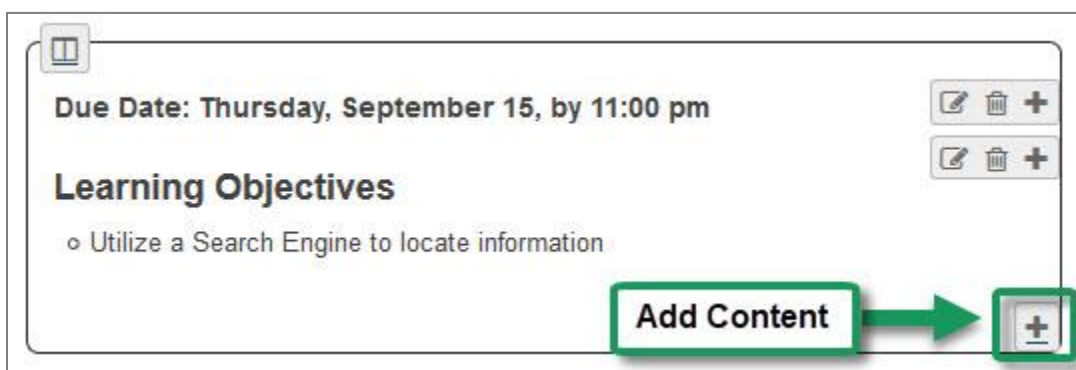 Due Date: Thursday, September 15, by 11:00 pm
Learning Objectives
Utilize a Search Engine to locate information
Add Content